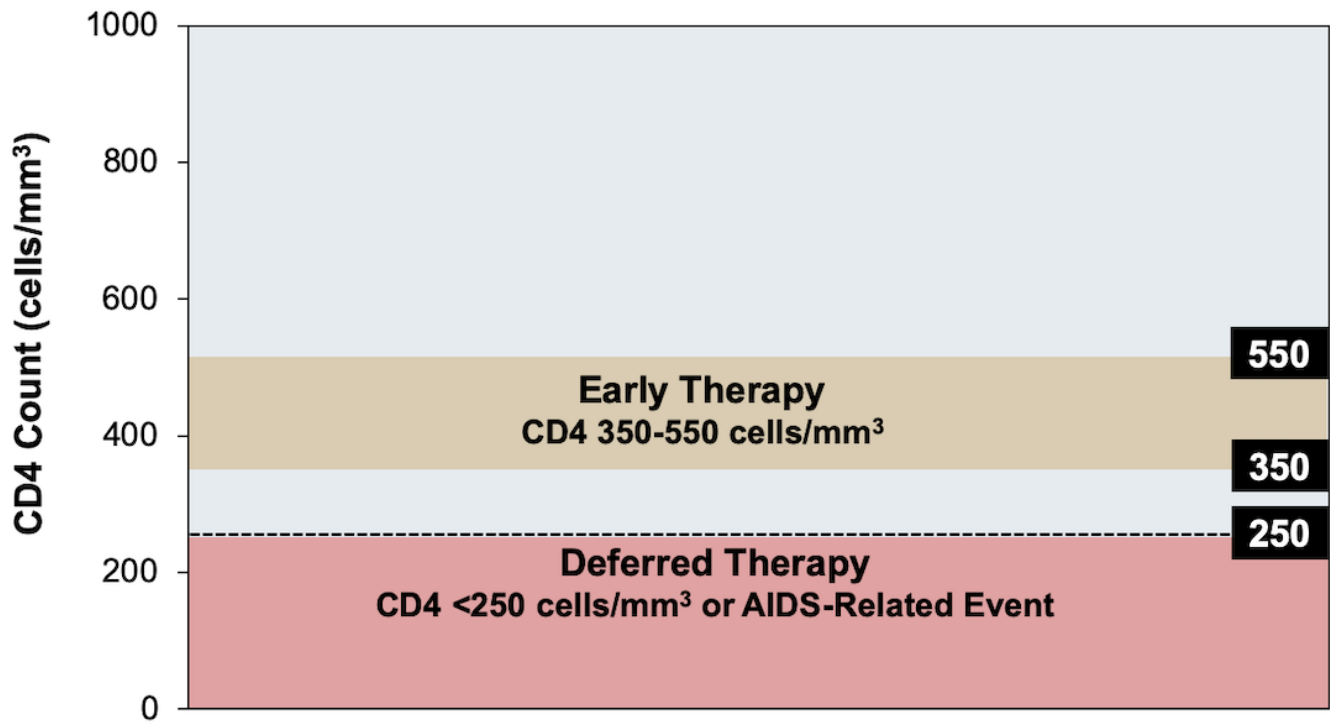 1000
800
600
400
200
0
CD4 Count (cells/mm³)
550
Early Therapy
CD4 350-550 cells/mm³
350
250
Deferred Therapy
CD4 <250 cells/mm³ or AIDS-Related Event